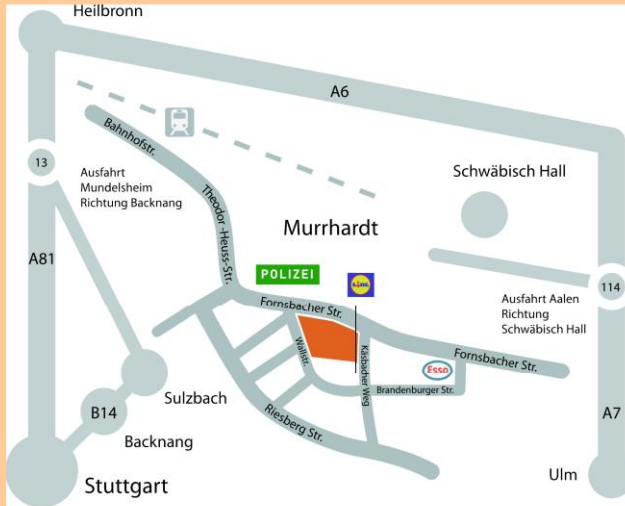 Heilbronn
A6
Bahnhofstr.
13
Ausfahrt
Mundelsheim
Richtung Backnang
Schwäbisch Hall
Theodor-Heuss-Str.
Murrhardt
A81
POLIZEI
LIDL
114
Ausfahrt Aalen
Richtung
Schwäbisch Hall
Fornsbacher Str.
Wallstr.
Käsbacher Weg
Fornsbacher Str.
Esso
Brandenburger Str.
Sulzbach
Riesberg Str.
B14
A7
Backnang
Stuttgart
Ulm